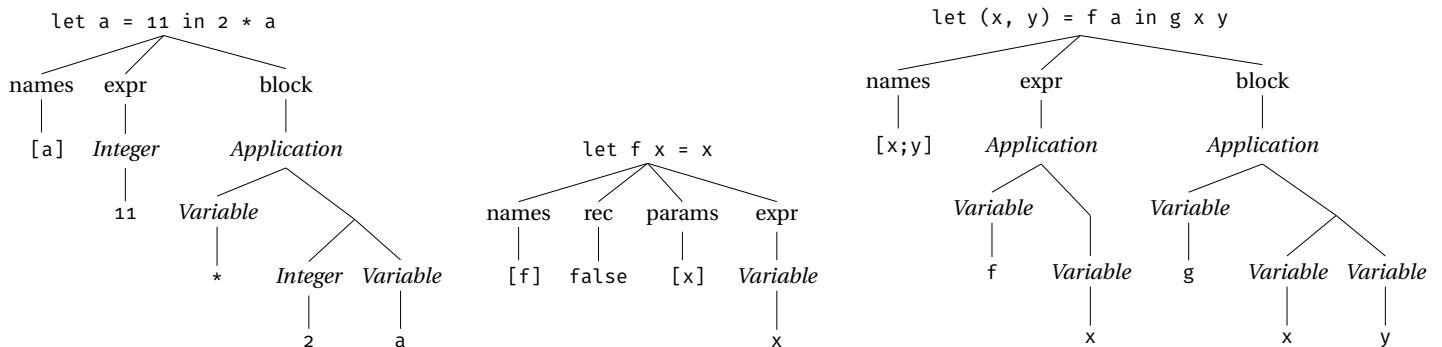 let a = 11 in 2 * a
names expr block
[a] Integer Application
11 Variable
* Integer Variable
2 a
let f x = x
names rec params expr
[f] false [x] Variable
x
let (x, y) = f a in g x y
names expr block
[x;y] Application Application
Variable Variable
f Variable g Variable Variable
x x y